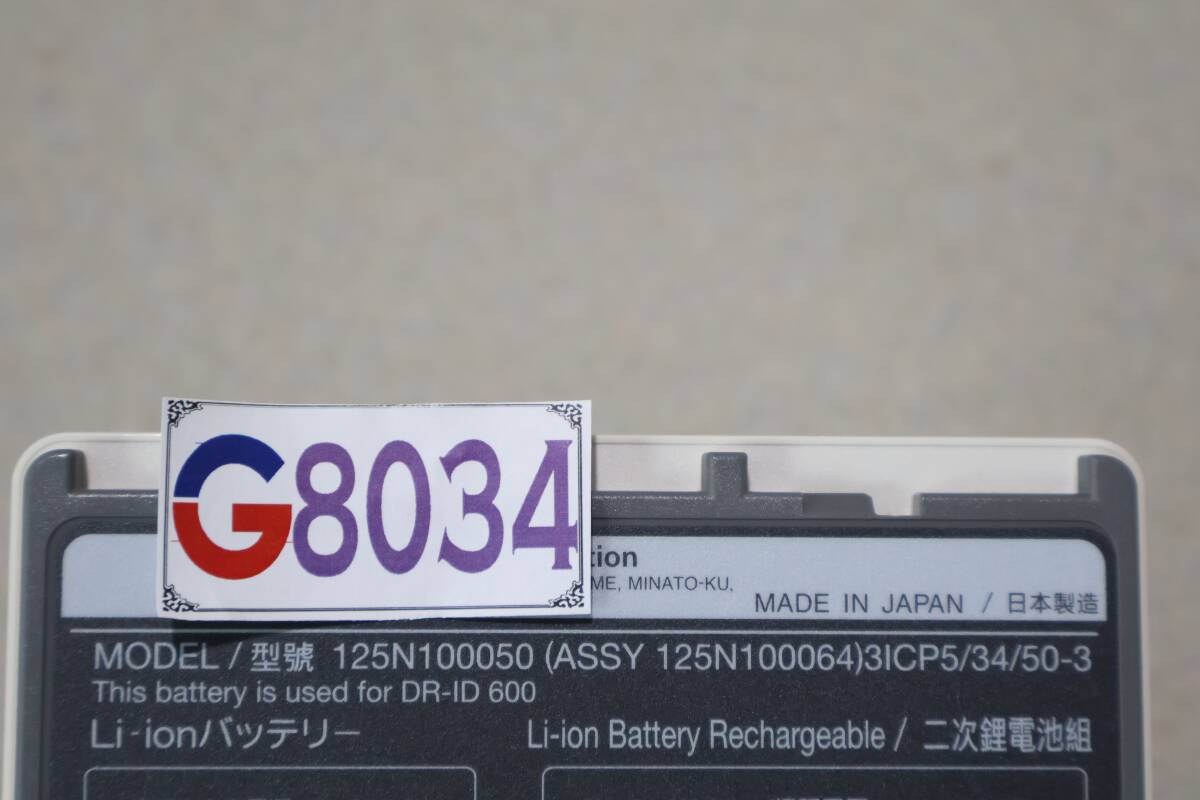 G8034
tion
ME, MINATO-KU,
MADE IN JAPAN / 日本製造
MODEL / 型號 125N100050 (ASSY 125N100064)3ICP5/34/50-3
This battery is used for DR-ID 600
Li-ionバッテリー
Li-ion Battery Rechargeable / 二次鋰電池組